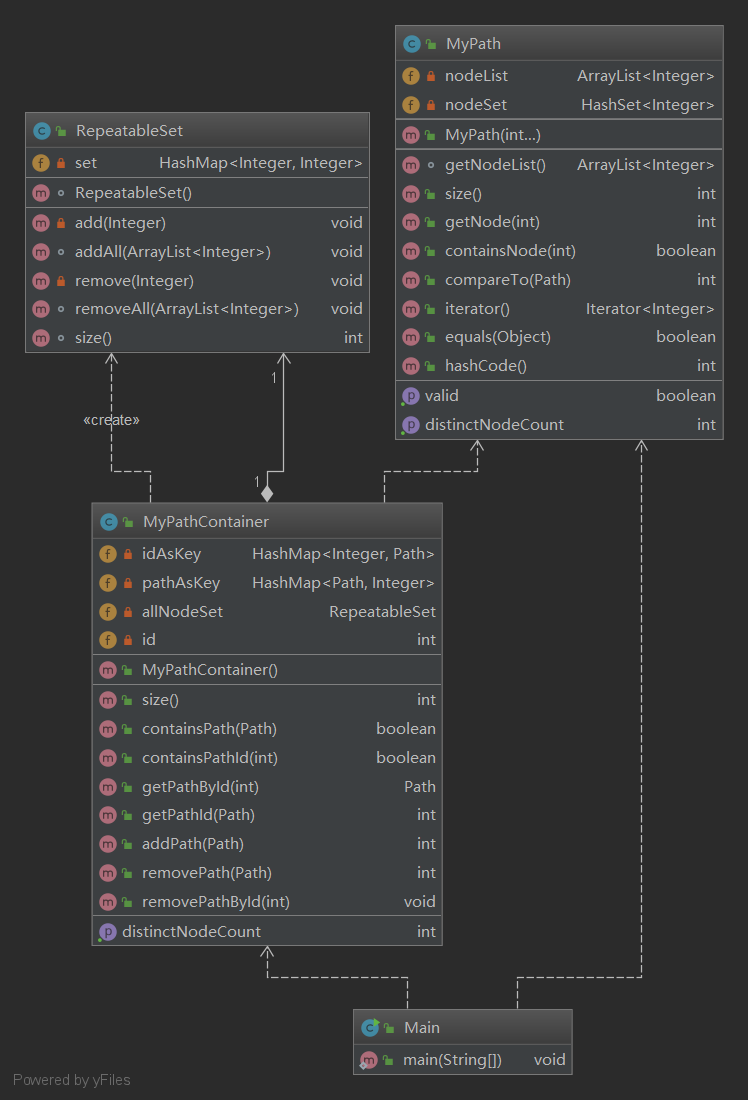 MyPath
nodeList ArrayList<Integer>
nodeSet HashSet<Integer>
MyPath(int...)
getNodeList() ArrayList<Integer>
size() int
getNode(int) int
containsNode(int) boolean
compareTo(Path) int
iterator() Iterator<Integer>
equals(Object) boolean
hashCode() int
valid boolean
distinctNodeCount int
RepeatableSet
set HashMap<Integer, Integer>
RepeatableSet()
add(Integer) void
addAll(ArrayList<Integer>) void
remove(Integer) void
removeAll(ArrayList<Integer>) void
size() int
1
«create»
1
MyPathContainer
idAsKey HashMap<Integer, Path>
pathAsKey HashMap<Path, Integer>
allNodeSet RepeatableSet
id int
MyPathContainer()
size() int
containsPath(Path) boolean
containsPathId(int) boolean
getPathById(int) Path
getPathId(Path) int
addPath(Path) int
removePath(Path) int
removePathById(int) void
distinctNodeCount int
Main
main(String[]) void
Powered by yFiles